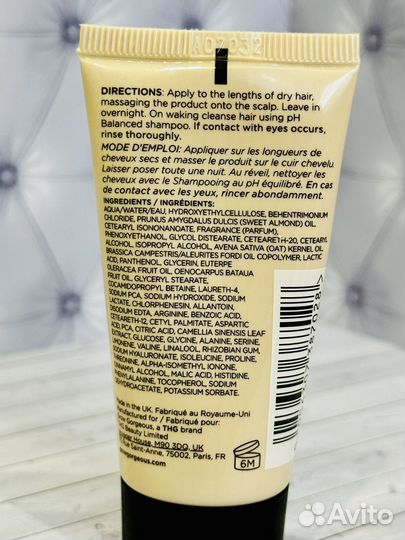 A07032
DIRECTIONS: Apply to the lengths of dry hair,
massaging the product onto the scalp. Leave in
overnight. On waking cleanse hair using pH
Balanced shampoo. If contact with eyes occurs,
rinse thoroughly.
MODE D'EMPLOI: Appliquer sur les longueurs de
cheveux secs et masser le produit sur le cuir chevelu.
Laisser poser toute une nuit. Au réveil, nettoyer les
cheveux avec le Shampooing au pH équilibré. En cas
de contact avec les yeux, rincer abondamment.
INGREDIENTS / INGRÉDIENTS:
AQUA/WATER/EAU, HYDROXYETHYLCELLULOSE, BEHENTRIMONIUM
CHLORIDE, PRUNUS AMYGDALUS DULCIS (SWEET ALMOND) OIL,
CETEARYL ISONONANOATE, FRAGRANCE (PARFUM),
PHENOXYETHANOL, GLYCOL DISTEARATE, CETEARETH-20, CETEARYL
ALCOHOL, ISOPROPYL ALCOHOL, AVENA SATIVA (OAT) KERNEL OIL
BRASSICA CAMPESTRIS/ALEURITES FORDI OIL COPOLYMER, LACTIC
ACID, PANTHENOL, GLYCERIN, EUTERPE
OLERACEA FRUIT OIL, OENOCARPUS BATAUA
FRUIT OIL, GLYCERYL STEARATE,
COCAMIDOPROPYL BETAINE, LAURETH-4,
SODIUM PCA, SODIUM HYDROXIDE, SODIUM
LACTATE, CHLORPHENESIN, ALLANTOIN,
DISODIUM EDTA, ARGININE, BENZOIC ACID,
CETEARETH-12, CETYL PALMITATE, ASPARTIC
ACID, PCA, CITRIC ACID, CAMELLIA SINENSIS LEAF
EXTRACT, GLUCOSE, GLYCINE, ALANINE, SERINE,
LIMONENE, VALINE, LINALOOL, RHIZOBIAN GUM,
SODIUM HYALURONATE, ISOLEUCINE, PROLINE,
THREONINE, ALPHA-ISOMETHYL IONONE,
CINNAMYL ALCOHOL, MALIC ACID, HISTIDINE,
PHENYLALANINE, TOCOPHEROL, SODIUM
DEHYDROACETATE, POTASSIUM SORBATE.
Made in the UK. Fabriqué au Royaume-Uni
Manufactured for / Fabriqué pour:
Grow Gorgeous, a THG brand
THG Beauty Limited
House, M90 3DQ, UK
Sainte-Anne, 75002, Paris, FR
6M
Avito